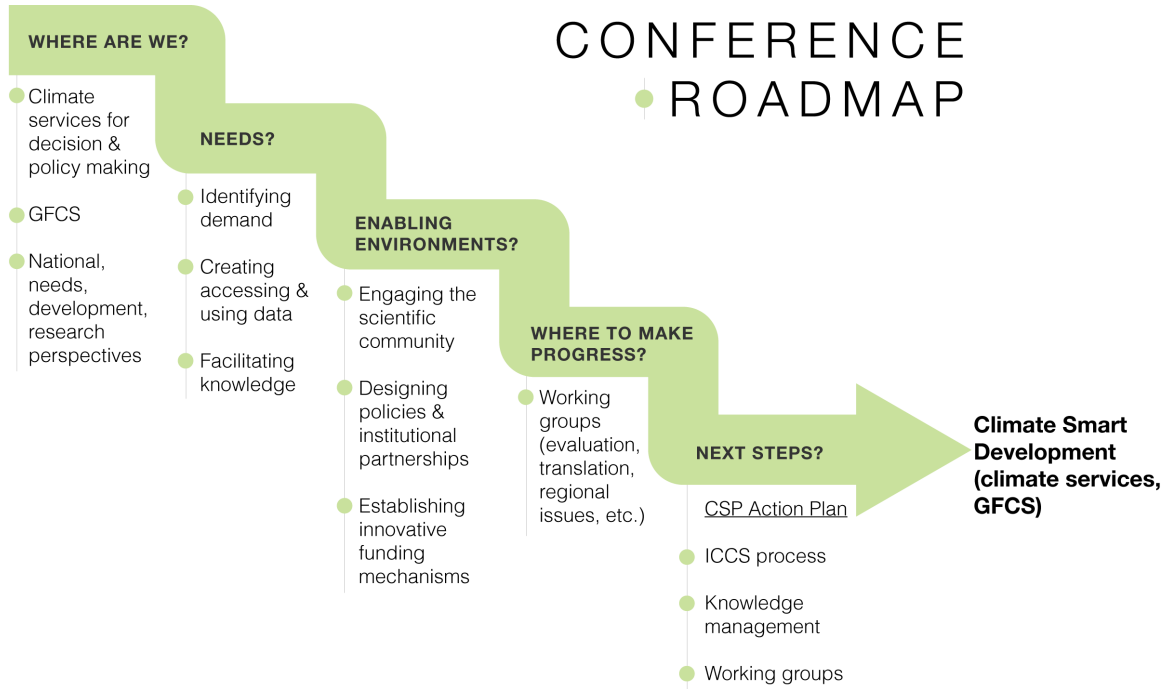 CONFERENCE
ROADMAP
WHERE ARE WE?
Climate
services for
decision &
policy making
GFCS
National,
needs,
development,
research
perspectives
NEEDS?
Identifying
demand
Creating
accessing &
using data
Facilitating
knowledge
ENABLING
ENVIRONMENTS?
Engaging the
scientific
community
Designing
policies &
institutional
partnerships
Establishing
innovative
funding
mechanisms
WHERE TO MAKE
PROGRESS?
Working
groups
(evaluation,
translation,
regional
issues, etc.)
NEXT STEPS?
CSP Action Plan
ICCS process
Knowledge
management
Working groups
Climate Smart
Development
(climate services,
GFCS)